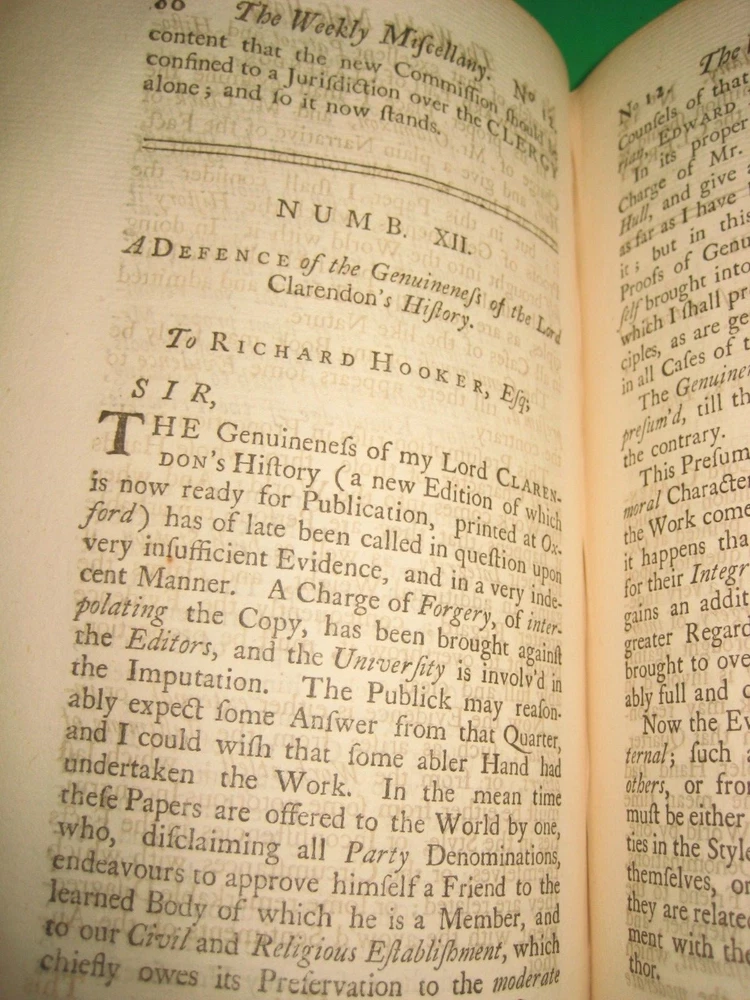 80 The Weekly Miſcellany. No 12.
content that the new Commiſſion ſhould be
confined to a Juriſdiction over the CLERGY
alone; and ſo it now ſtands.
NUMB. XII.
A DEFENCE of the Genuineneſs of the Lord
Clarendon's Hiſtory.
To RICHARD HOOKER, Eſq;
SIR,
THE Genuineneſs of my Lord CLAREN-
DON's Hiſtory (a new Edition of which
is now ready for Publication, printed at Ox-
ford) has of late been called in queſtion upon
very inſufficient Evidence, and in a very inde-
cent Manner. A Charge of Forgery, of inter-
polating the Copy, has been brought againſt
the Editors, and the Univerſity is involv'd in
the Imputation. The Publick may reaſon-
ably expect ſome Anſwer from that Quarter,
and I could wiſh that ſome abler Hand had
undertaken the Work. In the mean time
theſe Papers are offered to the World by one,
who, diſclaiming all Party Denominations,
endeavours to approve himſelf a Friend to the
learned Body of which he is a Member, and
to our Civil and Religious Eſtabliſhment, which
chiefly owes its Preſervation to the moderate
No 12. The
Counſels of that
EDWARD
In its proper
Charge of Mr.
Hull, and give a
as far as I have
it; but in this
Proofs of Genu
ſelf brought into
which I ſhall pr
ciples, as are ge
in all Caſes of t
The Genuine
preſum'd, till th
the contrary.
This Preſum
moral Character
the Work come
it happens tha
for their Integr
gains an addit
greater Regard
brought to ove
ably full and c
Now the Ev
ternal; ſuch a
others, or fro
muſt be either
ties in the Style
themſelves, or
they are relate
ment with the
thor.